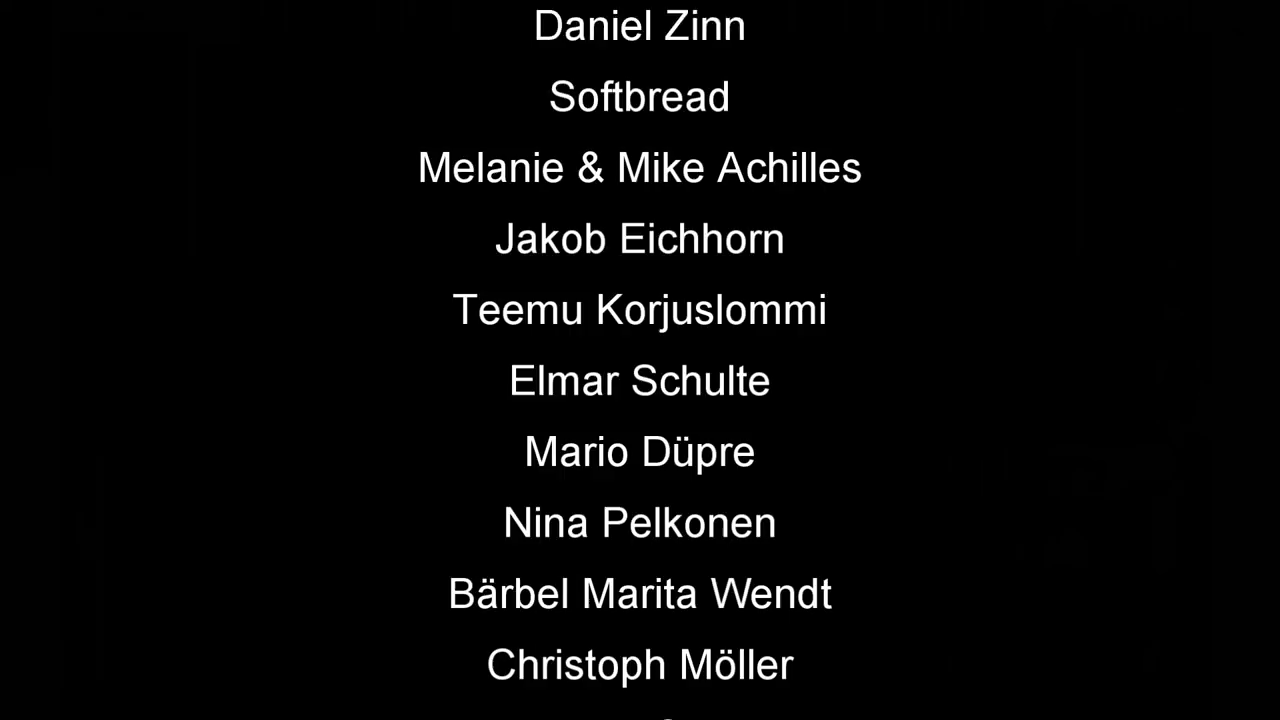 Daniel Zinn
Softbread
Melanie & Mike Achilles
Jakob Eichhorn
Teemu Korjuslommi
Elmar Schulte
Mario Düpre
Nina Pelkonen
Bärbel Marita Wendt
Christoph Möller